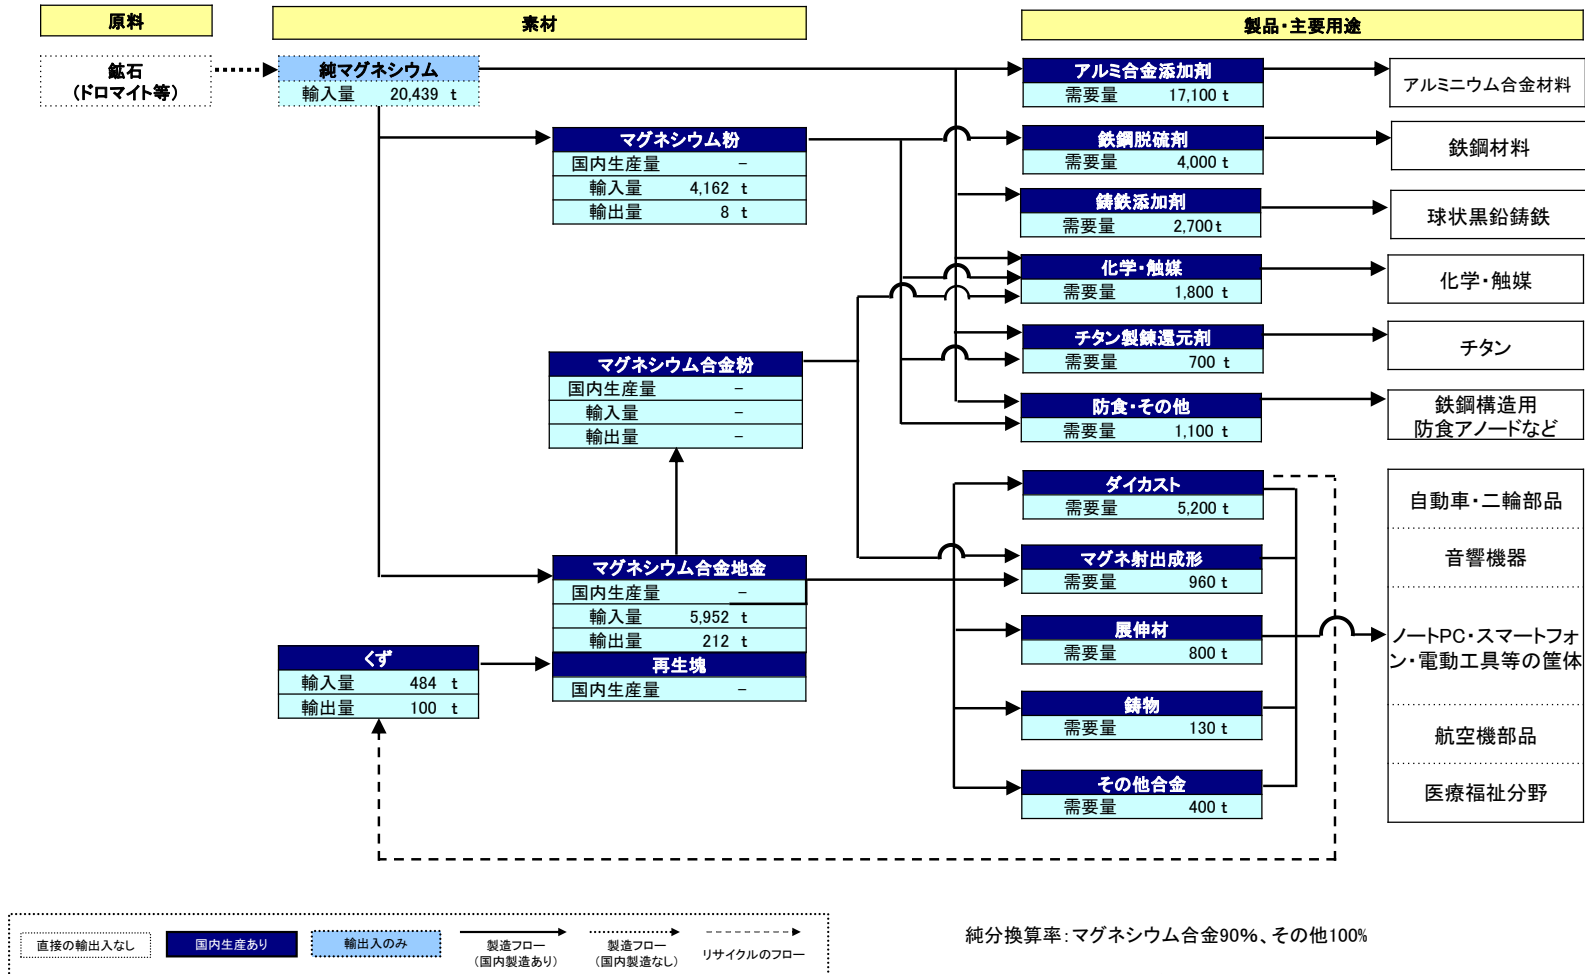 原料
素材
製品・主要用途
鉱石
(ドロマイト等)
純マグネシウム
輸入量 20,439 t
マグネシウム粉
国内生産量 －
輸入量 4,162 t
輸出量 8 t
マグネシウム合金粉
国内生産量 －
輸入量 －
輸出量 －
マグネシウム合金地金
国内生産量 －
輸入量 5,952 t
輸出量 212 t
再生塊
国内生産量 －
くず
輸入量 484 t
輸出量 100 t
アルミ合金添加剤
需要量 17,100 t
鉄鋼脱硫剤
需要量 4,000 t
鋳鉄添加剤
需要量 2,700 t
化学・触媒
需要量 1,800 t
チタン製錬還元剤
需要量 700 t
防食・その他
需要量 1,100 t
ダイカスト
需要量 5,200 t
マグネ射出成形
需要量 960 t
展伸材
需要量 800 t
鋳物
需要量 130 t
その他合金
需要量 400 t
アルミニウム合金材料
鉄鋼材料
球状黒鉛鋳鉄
化学・触媒
チタン
鉄鋼構造用
防食アノードなど
自動車・二輪部品
音響機器
ノートPC・スマートフォ
ン・電動工具等の筐体
航空機部品
医療福祉分野
直接の輸出入なし
国内生産あり
輸出入のみ
製造フロー
(国内製造あり)
製造フロー
(国内製造なし)
リサイクルのフロー
純分換算率：マグネシウム合金90%、その他100%